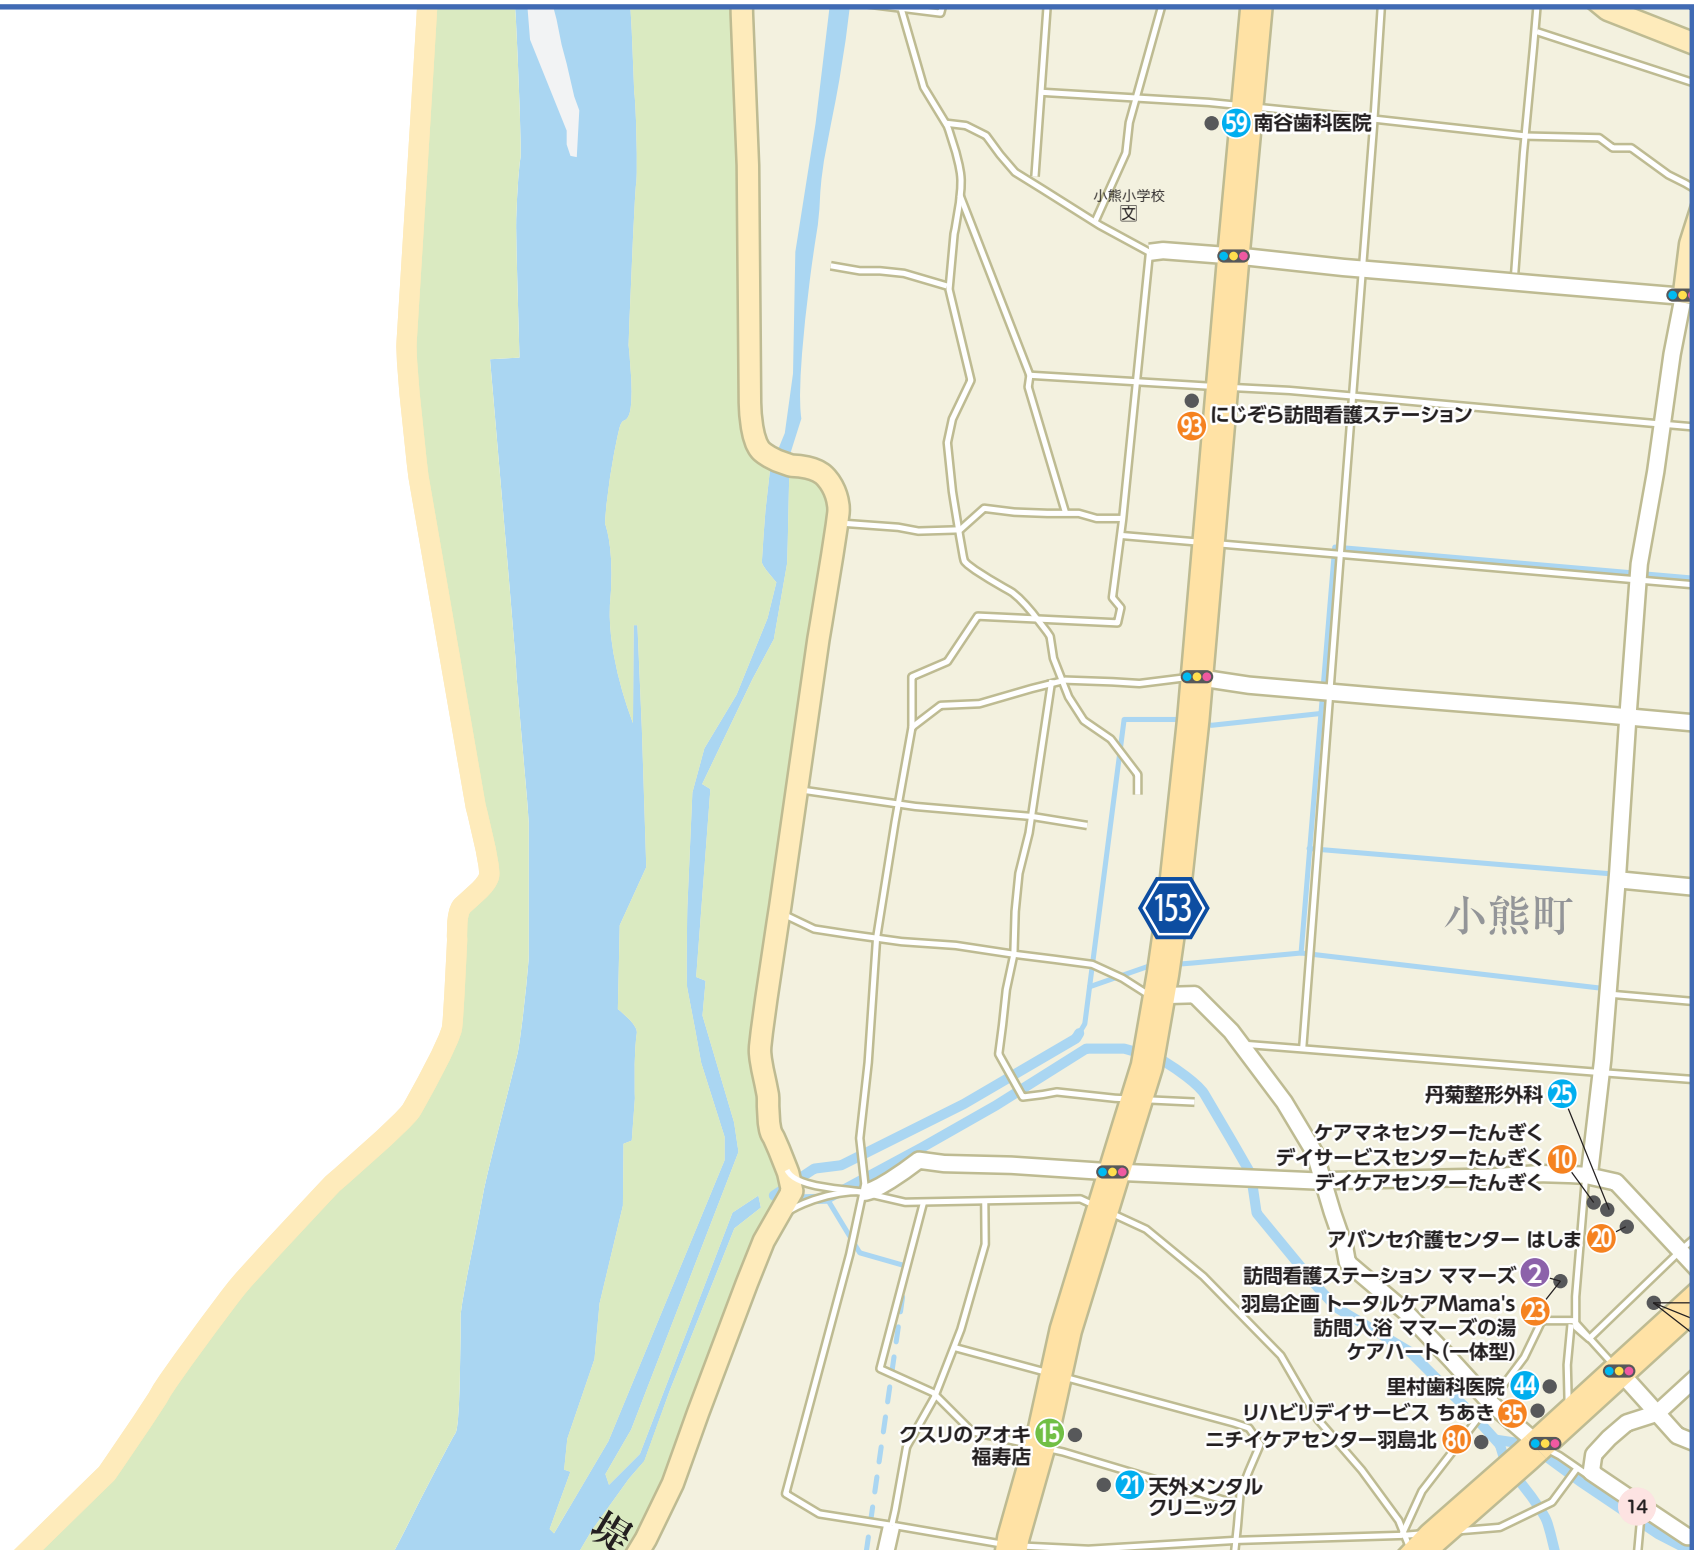 59 南谷歯科医院
小熊小学校
文
にじぞら訪問看護ステーション
93
153
小熊町
丹菊整形外科 25
ケアマネセンターたんぎく
デイサービスセンターたんぎく 10
デイケアセンターたんぎく
アバンセ介護センター はしま 20
訪問看護ステーション ママーズ 2
羽島企画 トータルケアMama's 23
訪問入浴 ママーズの湯
ケアハート(一体型)
里村歯科医院 44
リハビリデイサービス ちあき 35
ニチイケアセンター羽島北 80
クスリのアオキ 15
福寿店
21 天外メンタル
クリニック
14
堤